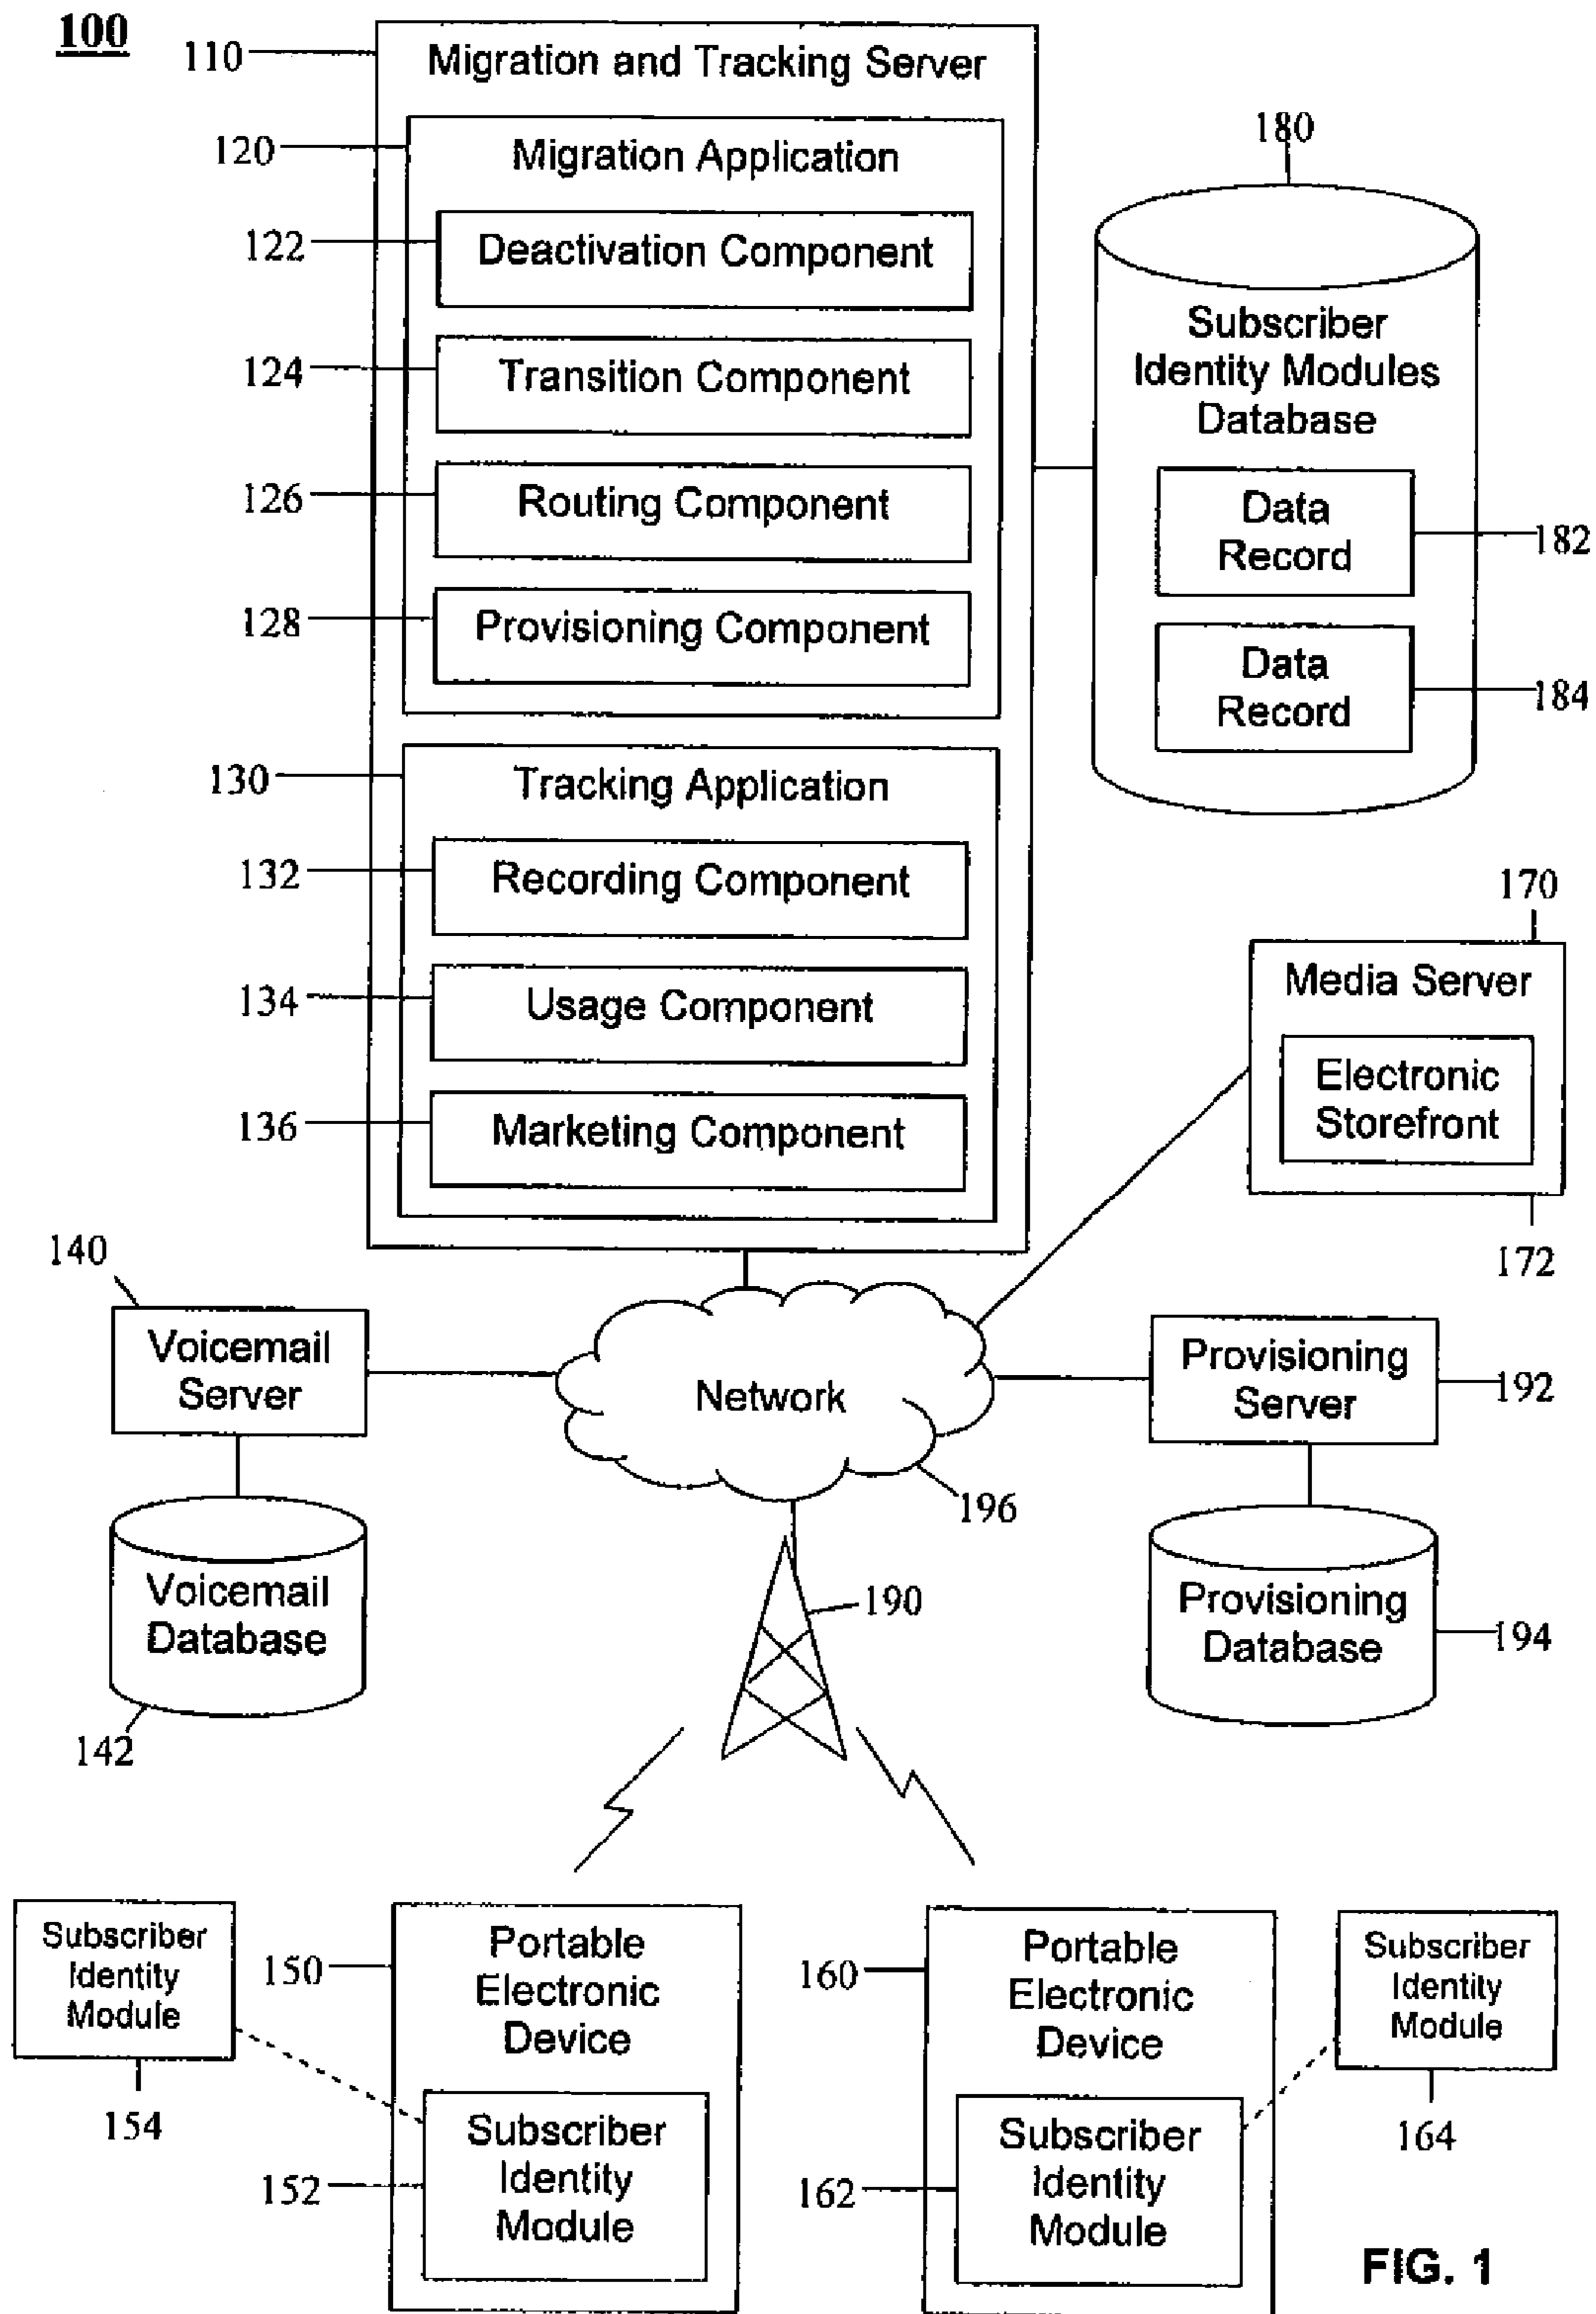 100
110
Migration and Tracking Server
120
Migration Application
122
Deactivation Component
124
Transition Component
126
Routing Component
128
Provisioning Component
130
Tracking Application
132
Recording Component
134
Usage Component
136
Marketing Component
180
Subscriber
Identity Modules
Database
Data
Record
182
Data
Record
184
170
Media Server
Electronic
Storefront
172
140
Voicemail
Server
Network
196
Provisioning
Server
192
Voicemail
Database
142
190
Provisioning
Database
194
Subscriber
Identity
Module
154
150
Portable
Electronic
Device
152
Subscriber
Identity
Module
160
Portable
Electronic
Device
162
Subscriber
Identity
Module
Subscriber
Identity
Module
164
FIG. 1